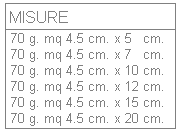 MISURE
70 g. mq 4.5 cm. x 5 cm.
70 g. mq 4.5 cm. x 7 cm.
70 g. mq 4.5 cm. x 10 cm.
70 g. mq 4.5 cm. x 12 cm.
70 g. mq 4.5 cm. x 15 cm.
70 g. mq 4.5 cm. x 20 cm.